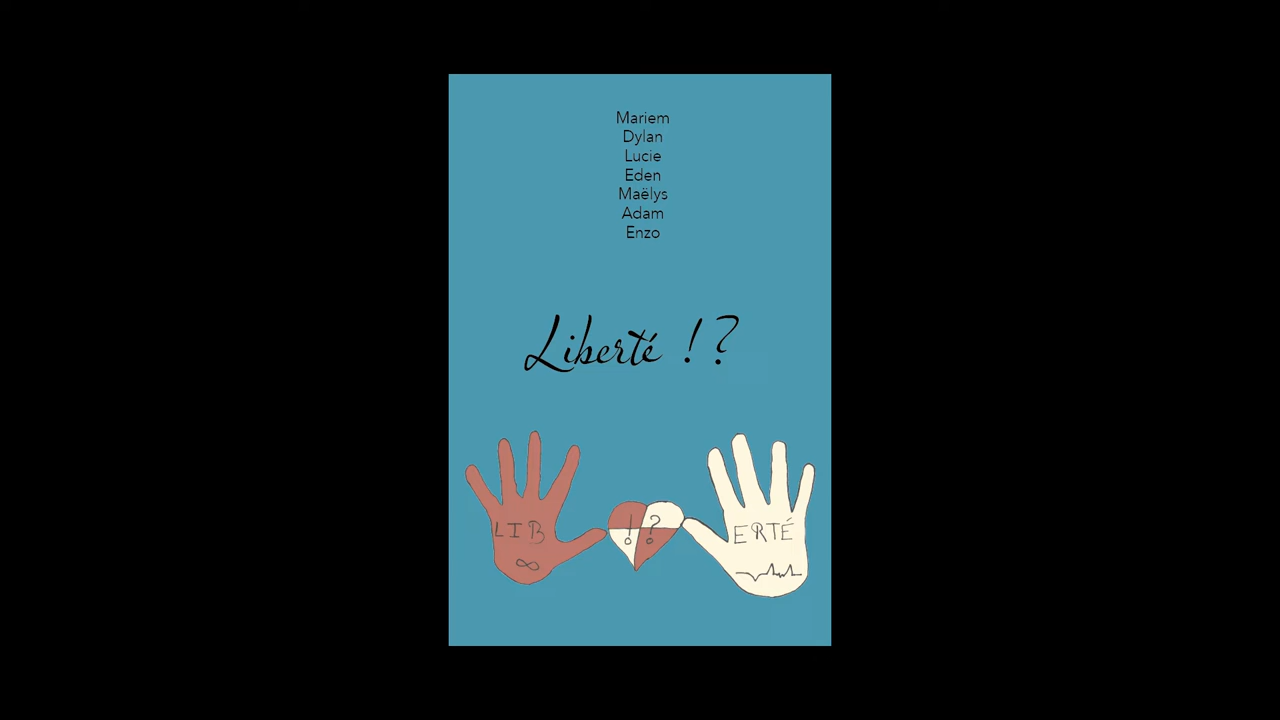 Mariem
Dylan
Lucie
Eden
Maëlys
Adam
Enzo
Liberté ! ?
LIB
! ?
ERTÉ